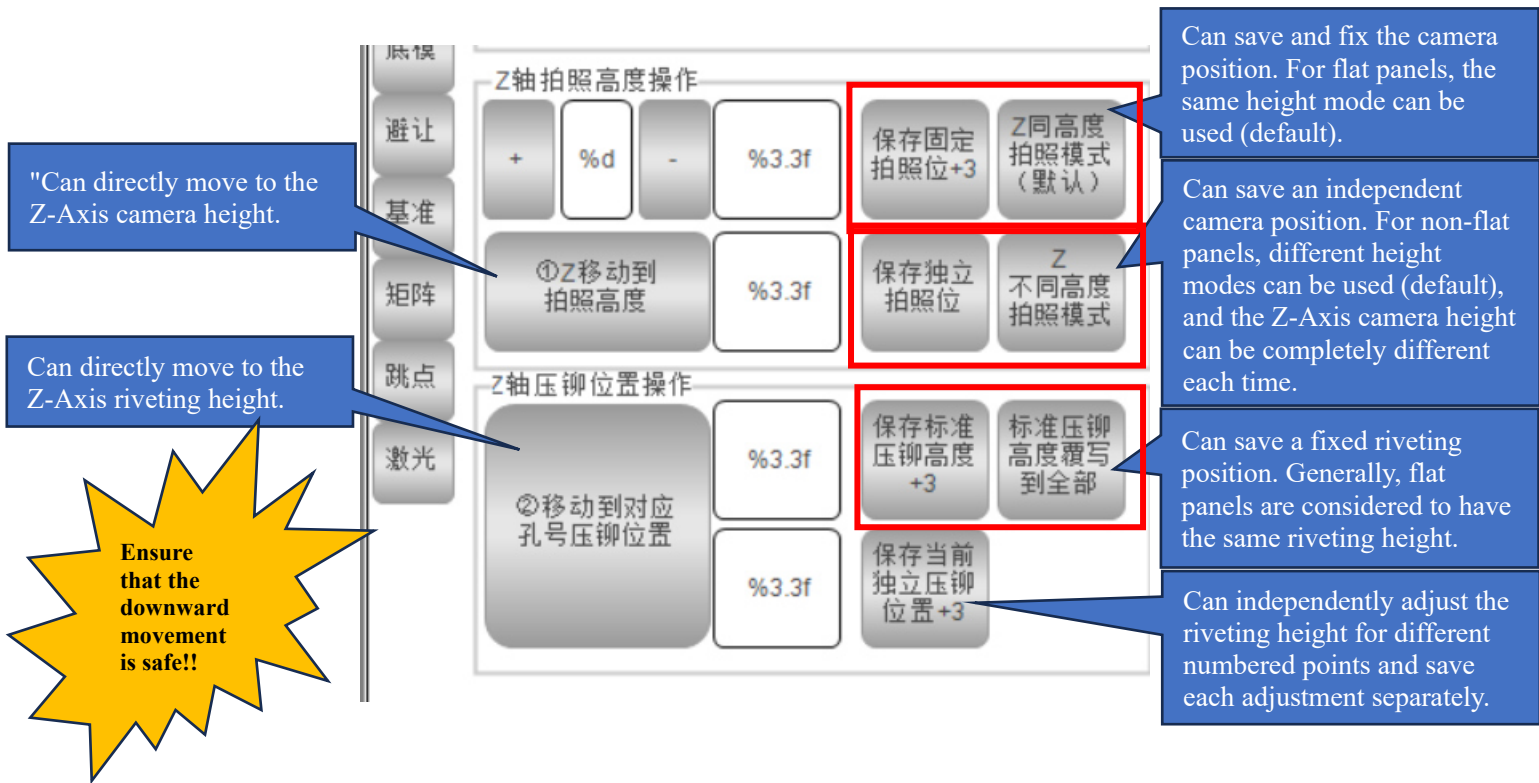 底模
避让
基准
矩阵
跳点
激光
Z轴拍照高度操作
+
%d
-
%3.3f
保存固定
拍照位+3
Z同高度
拍照模式
（默认）
①Z移动到
拍照高度
%3.3f
保存独立
拍照位
Z
不同高度
拍照模式
Z轴压铆位置操作
②移动到对应
孔号压铆位置
%3.3f
%3.3f
保存标准
压铆高度
+3
标准压铆
高度覆写
到全部
保存当前
独立压铆
位置+3
"Can directly move to the
Z-Axis camera height.
Can directly move to the
Z-Axis riveting height.
Ensure
that the
downward
movement
is safe!!
Can save and fix the camera
position. For flat panels, the
same height mode can be
used (default).
Can save an independent
camera position. For non-flat
panels, different height
modes can be used (default),
and the Z-Axis camera height
can be completely different
each time.
Can save a fixed riveting
position. Generally, flat
panels are considered to have
the same riveting height.
Can independently adjust the
riveting height for different
numbered points and save
each adjustment separately.